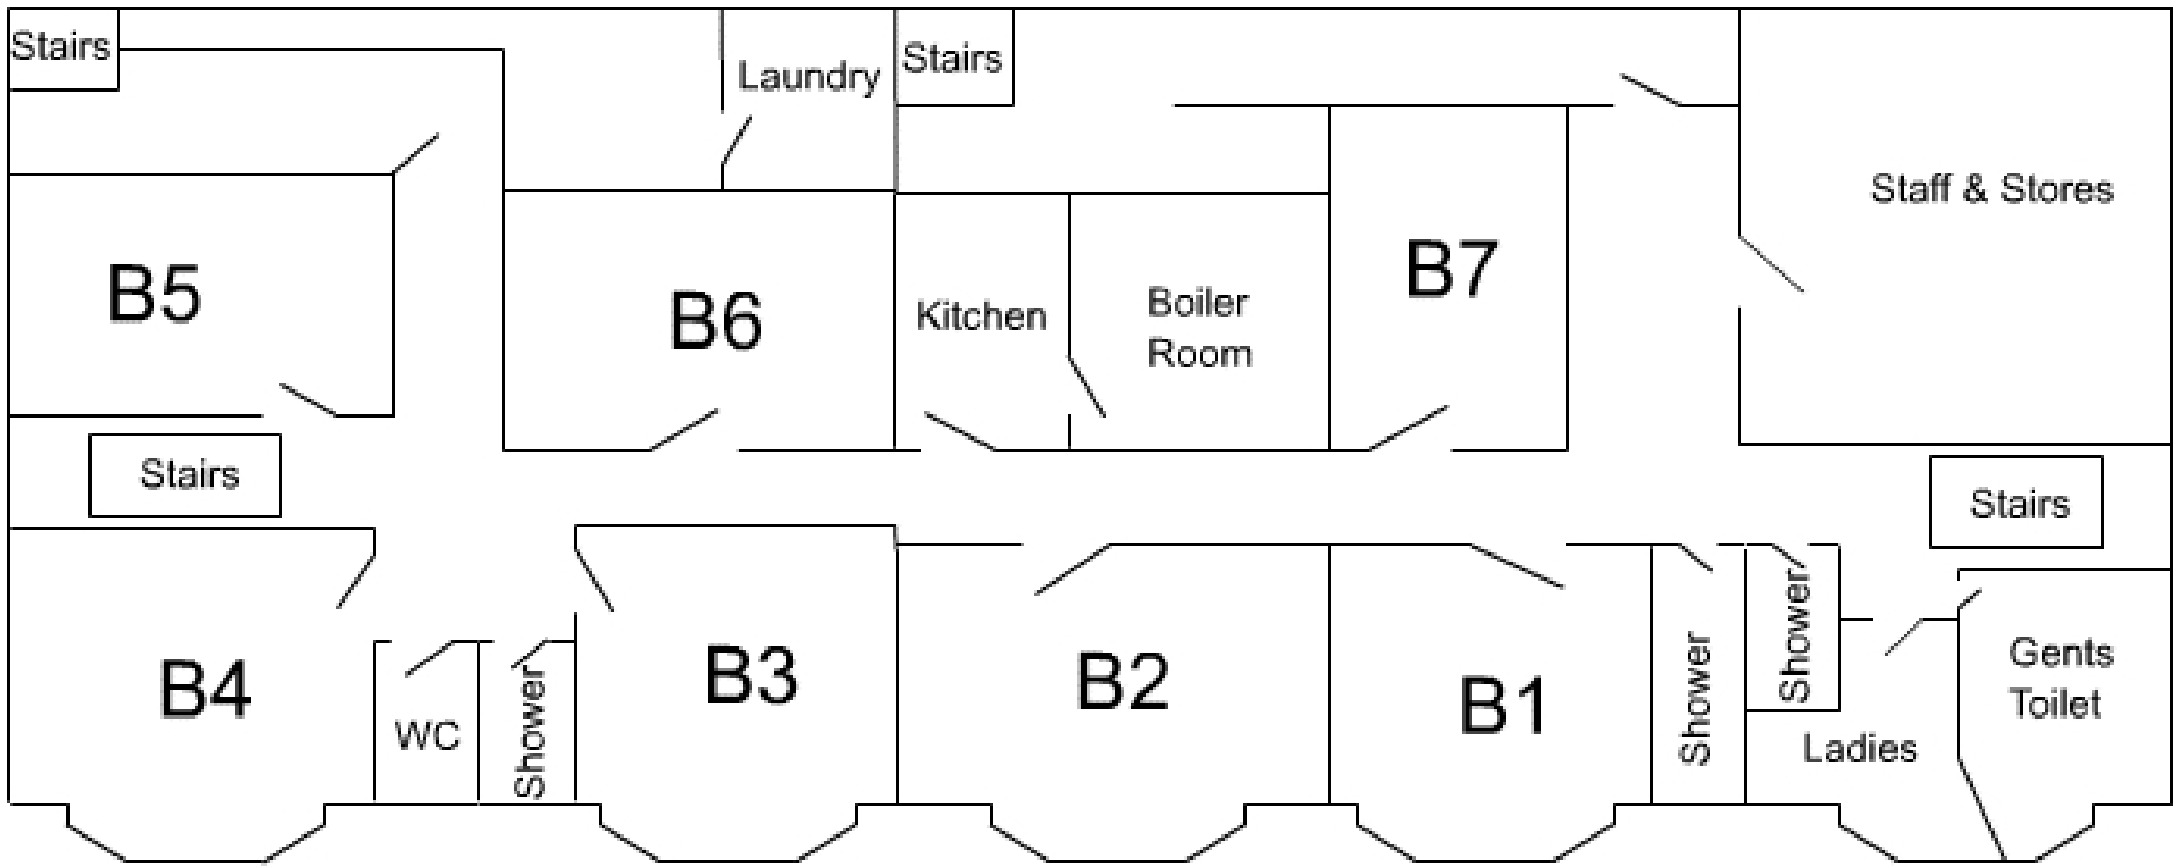 Stairs
Laundry
Stairs
Staff & Stores
B5
B6
Kitchen
Boiler
Room
B7
Stairs
Stairs
B4
WC
Shower
B3
B2
B1
Shower
Shower
Ladies
Gents
Toilet